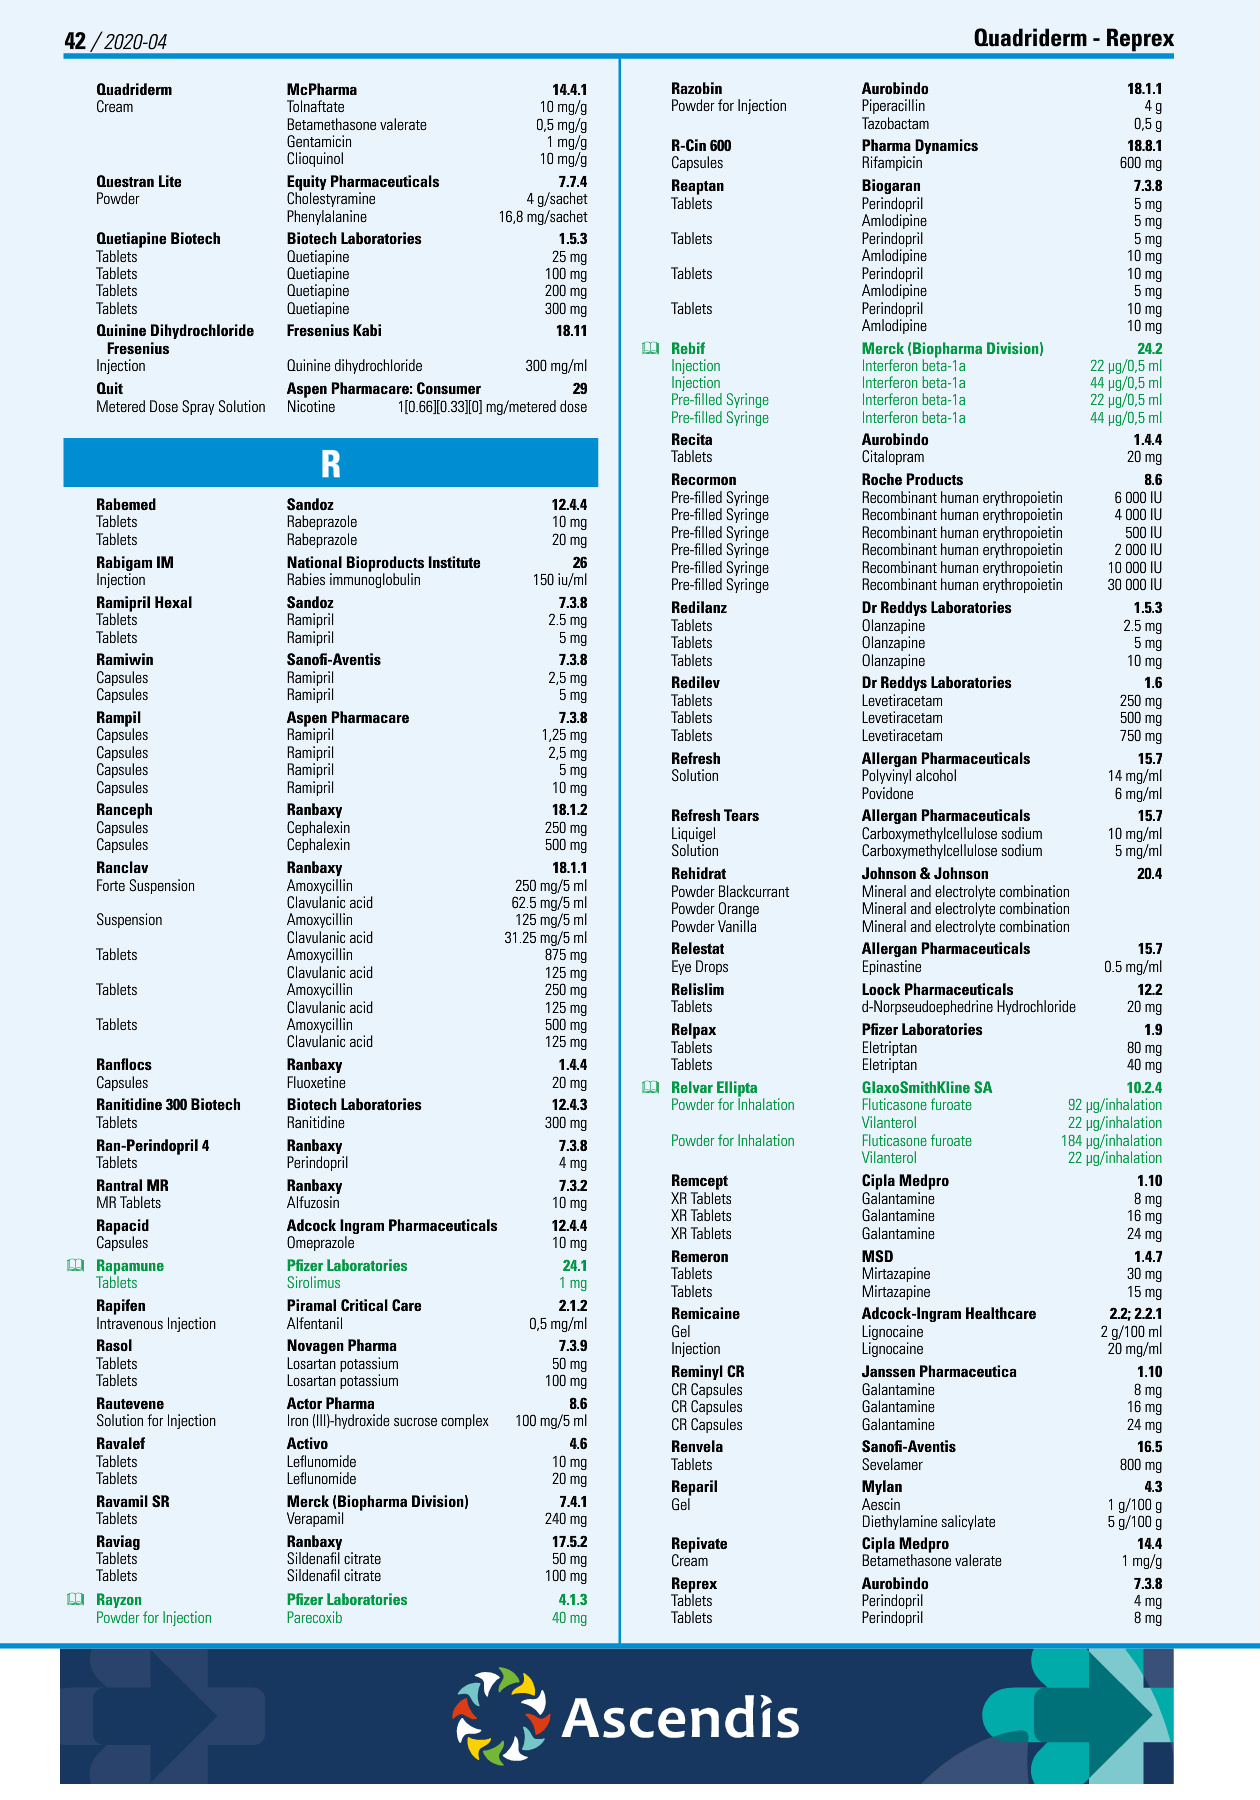 42 / 2020-04
Quadriderm - Reprex
Quadriderm McPharma 14.4.1
Cream Tolnaftate 10 mg/g
Betamethasone valerate 0,5 mg/g
Gentamicin 1 mg/g
Clioquinol 10 mg/g
Questran Lite Equity Pharmaceuticals 7.7.4
Powder Cholestyramine 4 g/sachet
Phenylalanine 16,8 mg/sachet
Quetiapine Biotech Biotech Laboratories 1.5.3
Tablets Quetiapine 25 mg
Tablets Quetiapine 100 mg
Tablets Quetiapine 200 mg
Tablets Quetiapine 300 mg
Quinine Dihydrochloride Fresenius Kabi 18.11
Fresenius
Injection Quinine dihydrochloride 300 mg/ml
Quit Aspen Pharmacare: Consumer 29
Metered Dose Spray Solution Nicotine 1[0.66][0.33][0] mg/metered dose
R
Rabemed Sandoz 12.4.4
Tablets Rabeprazole 10 mg
Tablets Rabeprazole 20 mg
Rabigam IM National Bioproducts Institute 26
Injection Rabies immunoglobulin 150 iu/ml
Ramipril Hexal Sandoz 7.3.8
Tablets Ramipril 2.5 mg
Tablets Ramipril 5 mg
Ramiwin Sanofi-Aventis 7.3.8
Capsules Ramipril 2,5 mg
Capsules Ramipril 5 mg
Rampil Aspen Pharmacare 7.3.8
Capsules Ramipril 1,25 mg
Capsules Ramipril 2,5 mg
Capsules Ramipril 5 mg
Capsules Ramipril 10 mg
Ranceph Ranbaxy 18.1.2
Capsules Cephalexin 250 mg
Capsules Cephalexin 500 mg
Ranclav Ranbaxy 18.1.1
Forte Suspension Amoxycillin 250 mg/5 ml
Clavulanic acid 62.5 mg/5 ml
Suspension Amoxycillin 125 mg/5 ml
Clavulanic acid 31.25 mg/5 ml
Tablets Amoxycillin 875 mg
Clavulanic acid 125 mg
Tablets Amoxycillin 250 mg
Clavulanic acid 125 mg
Tablets Amoxycillin 500 mg
Clavulanic acid 125 mg
Ranflocs Ranbaxy 1.4.4
Capsules Fluoxetine 20 mg
Ranitidine 300 Biotech Biotech Laboratories 12.4.3
Tablets Ranitidine 300 mg
Ran-Perindopril 4 Ranbaxy 7.3.8
Tablets Perindopril 4 mg
Rantral MR Ranbaxy 7.3.2
MR Tablets Alfuzosin 10 mg
Rapacid Adcock Ingram Pharmaceuticals 12.4.4
Capsules Omeprazole 10 mg
Rapamune Pfizer Laboratories 24.1
Tablets Sirolimus 1 mg
Rapifen Piramal Critical Care 2.1.2
Intravenous Injection Alfentanil 0,5 mg/ml
Rasol Novagen Pharma 7.3.9
Tablets Losartan potassium 50 mg
Tablets Losartan potassium 100 mg
Rautevene Actor Pharma 8.6
Solution for Injection Iron (III)-hydroxide sucrose complex 100 mg/5 ml
Ravalef Activo 4.6
Tablets Leflunomide 10 mg
Tablets Leflunomide 20 mg
Ravamil SR Merck (Biopharma Division) 7.4.1
Tablets Verapamil 240 mg
Raviag Ranbaxy 17.5.2
Tablets Sildenafil citrate 50 mg
Tablets Sildenafil citrate 100 mg
Rayzon Pfizer Laboratories 4.1.3
Powder for Injection Parecoxib 40 mg
Razobin Aurobindo 18.1.1
Powder for Injection Piperacillin 4 g
Tazobactam 0,5 g
R-Cin 600 Pharma Dynamics 18.8.1
Capsules Rifampicin 600 mg
Reaptan Biogaran 7.3.8
Tablets Perindopril 5 mg
Amlodipine 5 mg
Tablets Perindopril 5 mg
Amlodipine 10 mg
Tablets Perindopril 10 mg
Amlodipine 5 mg
Tablets Perindopril 10 mg
Amlodipine 10 mg
Rebif Merck (Biopharma Division) 24.2
Injection Interferon beta-1a 22 µg/0,5 ml
Injection Interferon beta-1a 44 µg/0,5 ml
Pre-filled Syringe Interferon beta-1a 22 µg/0,5 ml
Pre-filled Syringe Interferon beta-1a 44 µg/0,5 ml
Recita Aurobindo 1.4.4
Tablets Citalopram 20 mg
Recormon Roche Products 8.6
Pre-filled Syringe Recombinant human erythropoietin 6 000 IU
Pre-filled Syringe Recombinant human erythropoietin 4 000 IU
Pre-filled Syringe Recombinant human erythropoietin 500 IU
Pre-filled Syringe Recombinant human erythropoietin 2 000 IU
Pre-filled Syringe Recombinant human erythropoietin 10 000 IU
Pre-filled Syringe Recombinant human erythropoietin 30 000 IU
Redilanz Dr Reddys Laboratories 1.5.3
Tablets Olanzapine 2.5 mg
Tablets Olanzapine 5 mg
Tablets Olanzapine 10 mg
Redilev Dr Reddys Laboratories 1.6
Tablets Levetiracetam 250 mg
Tablets Levetiracetam 500 mg
Tablets Levetiracetam 750 mg
Refresh Allergan Pharmaceuticals 15.7
Solution Polyvinyl alcohol 14 mg/ml
Povidone 6 mg/ml
Refresh Tears Allergan Pharmaceuticals 15.7
Liquigel Carboxymethylcellulose sodium 10 mg/ml
Solution Carboxymethylcellulose sodium 5 mg/ml
Rehidrat Johnson & Johnson 20.4
Powder Blackcurrant Mineral and electrolyte combination
Powder Orange Mineral and electrolyte combination
Powder Vanilla Mineral and electrolyte combination
Relestat Allergan Pharmaceuticals 15.7
Eye Drops Epinastine 0.5 mg/ml
Relislim Loock Pharmaceuticals 12.2
Tablets d-Norpseudoephedrine Hydrochloride 20 mg
Relpax Pfizer Laboratories 1.9
Tablets Eletriptan 80 mg
Tablets Eletriptan 40 mg
Relvar Ellipta GlaxoSmithKline SA 10.2.4
Powder for Inhalation Fluticasone furoate 92 µg/inhalation
Vilanterol 22 µg/inhalation
Powder for Inhalation Fluticasone furoate 184 µg/inhalation
Vilanterol 22 µg/inhalation
Remcept Cipla Medpro 1.10
XR Tablets Galantamine 8 mg
XR Tablets Galantamine 16 mg
XR Tablets Galantamine 24 mg
Remeron MSD 1.4.7
Tablets Mirtazapine 30 mg
Tablets Mirtazapine 15 mg
Remicaine Adcock-Ingram Healthcare 2.2; 2.2.1
Gel Lignocaine 2 g/100 ml
Injection Lignocaine 20 mg/ml
Reminyl CR Janssen Pharmaceutica 1.10
CR Capsules Galantamine 8 mg
CR Capsules Galantamine 16 mg
CR Capsules Galantamine 24 mg
Renvela Sanofi-Aventis 16.5
Tablets Sevelamer 800 mg
Reparil Mylan 4.3
Gel Aescin 1 g/100 g
Diethylamine salicylate 5 g/100 g
Repivate Cipla Medpro 14.4
Cream Betamethasone valerate 1 mg/g
Reprex Aurobindo 7.3.8
Tablets Perindopril 4 mg
Tablets Perindopril 8 mg
Ascendis